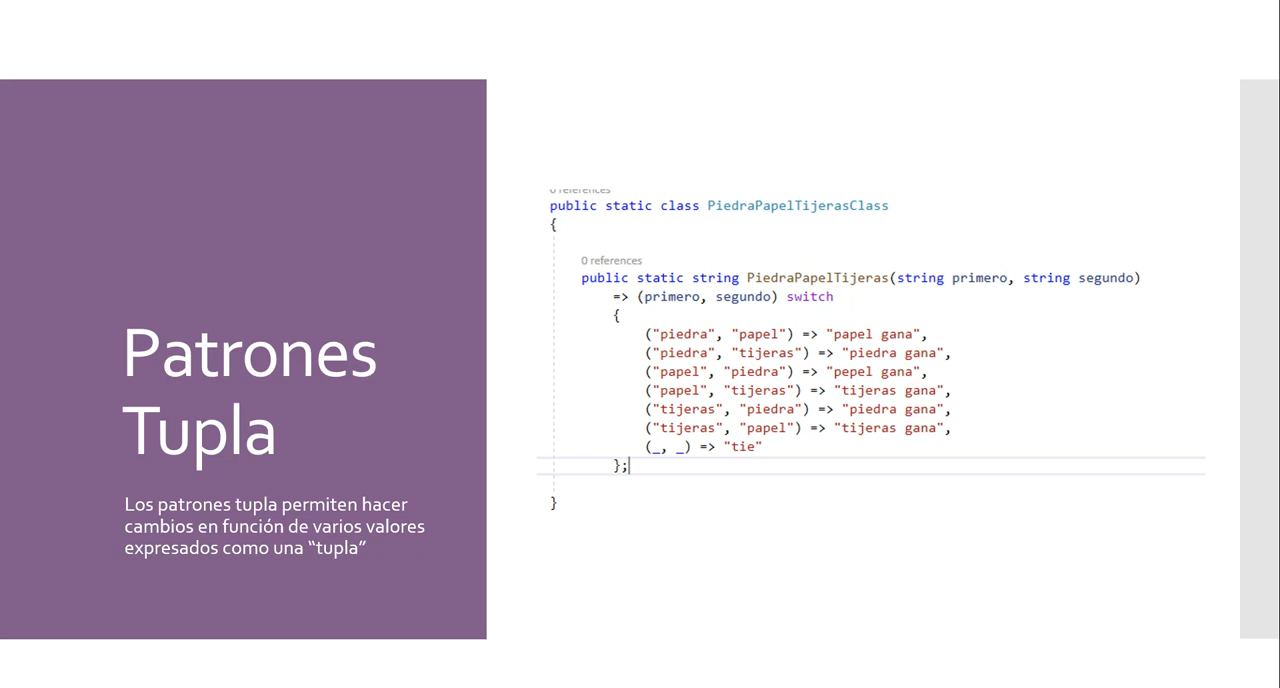 Patrones
Tupla
Los patrones tupla permiten hacer
cambios en función de varios valores
expresados como una “tupla”
0 references
public static class PiedraPapelTijerasClass
{
0 references
public static string PiedraPapelTijeras(string primero, string segundo)
=> (primero, segundo) switch
{
("piedra", "papel") => "papel gana",
("piedra", "tijeras") => "piedra gana",
("papel", "piedra") => "pepel gana",
("papel", "tijeras") => "tijeras gana",
("tijeras", "piedra") => "piedra gana",
("tijeras", "papel") => "tijeras gana",
(_, _) => "tie"
};
}